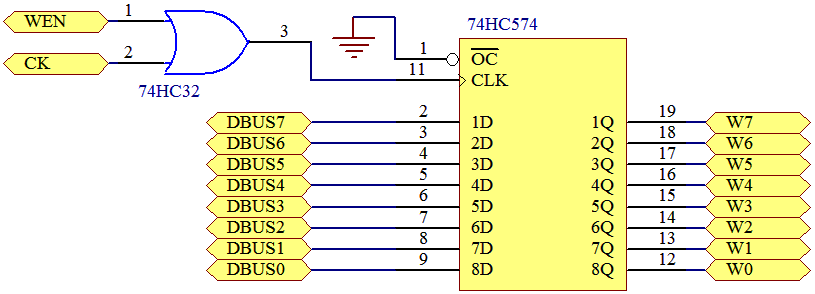 74HC574
WEN 1
3
1 OC
CK 2
11 CLK
74HC32
DBUS7 2 1D 1Q 19 W7
DBUS6 3 2D 2Q 18 W6
DBUS5 4 3D 3Q 17 W5
DBUS4 5 4D 4Q 16 W4
DBUS3 6 5D 5Q 15 W3
DBUS2 7 6D 6Q 14 W2
DBUS1 8 7D 7Q 13 W1
DBUS0 9 8D 8Q 12 W0